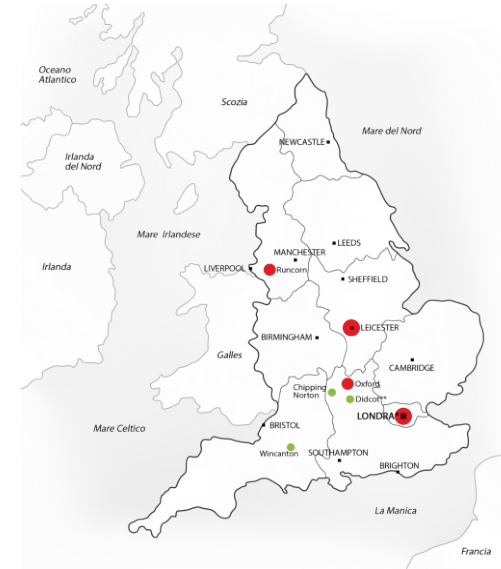 Oceano
Atlantico
Scozia
Mare del Nord
NEWCASTLE
Irlanda
del Nord
Mare Irlandese
LEEDS
MANCHESTER
LIVERPOOL
Runcorn
Irlanda
SHEFFIELD
LEICESTER
BIRMINGHAM
Galles
CAMBRIDGE
Chipping
Norton
Oxford
Didcot**
LONDRA*
Mare Celtico
BRISTOL
Wincanton
SOUTHAMPTON
BRIGHTON
La Manica
Francia